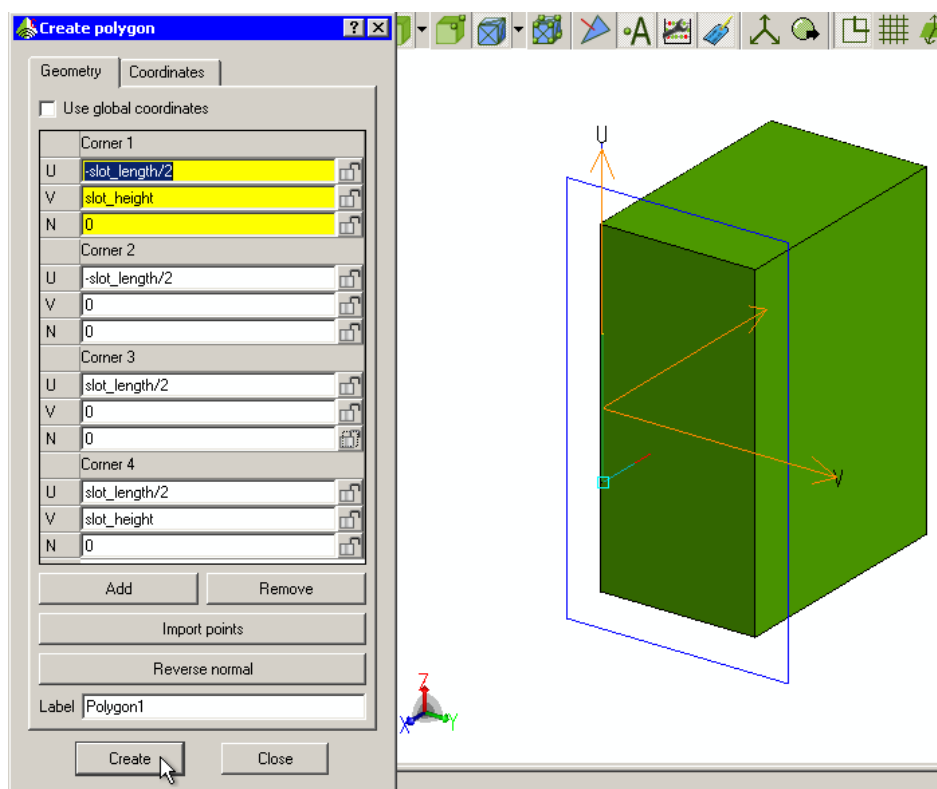 Create polygon
Geometry Coordinates
Use global coordinates
Corner 1
U -slot_length/2
V slot_height
N 0
Corner 2
U -slot_length/2
V 0
N 0
Corner 3
U slot_length/2
V 0
N 0
Corner 4
U slot_length/2
V slot_height
N 0
Add Remove
Import points
Reverse normal
Label Polygon1
Create Close
A
U
V
Z
X Y